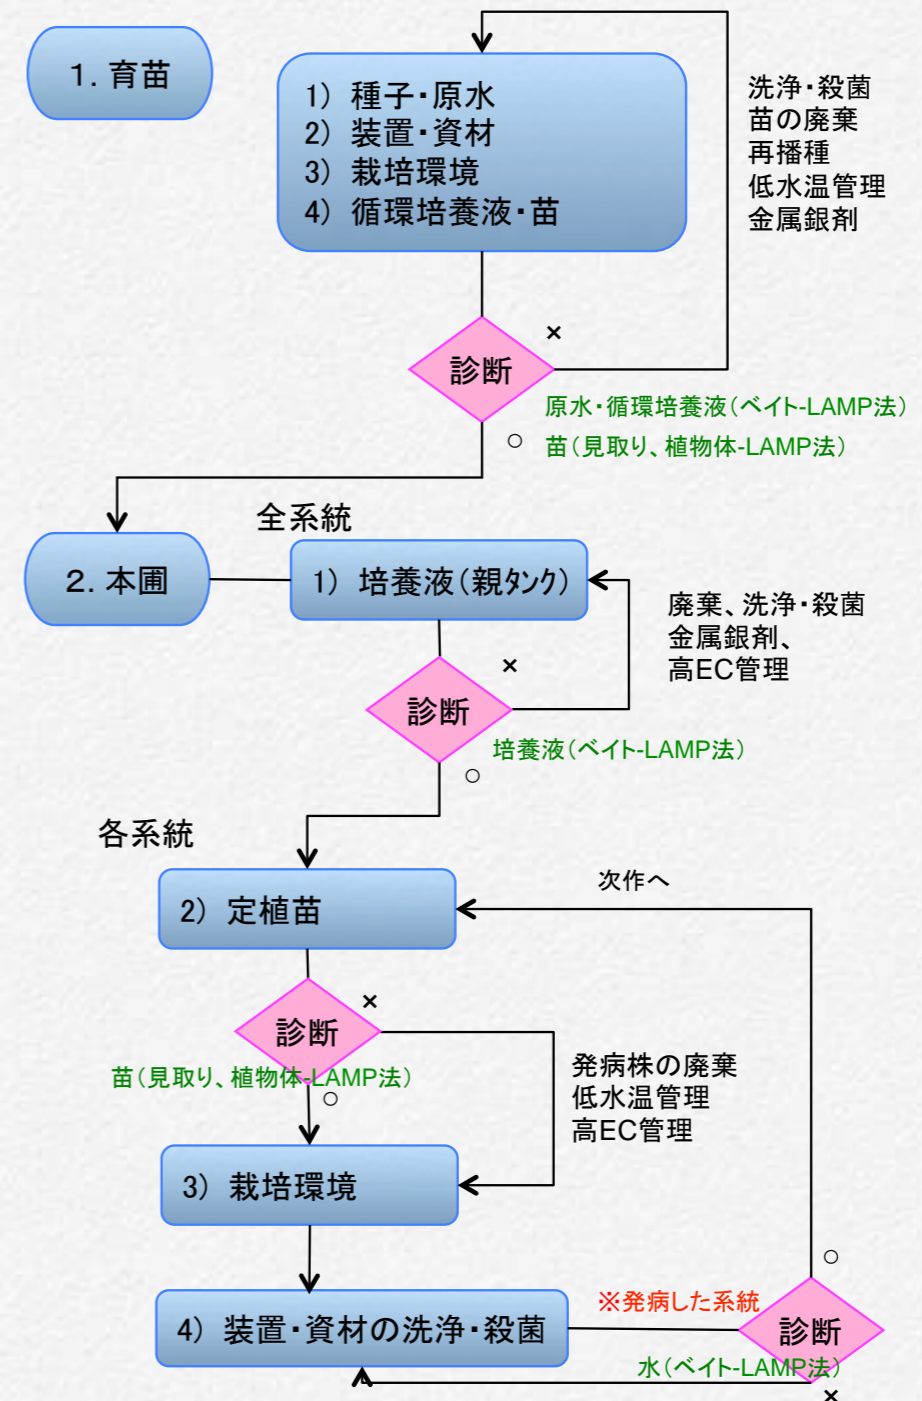 1. 育苗
1) 種子・原水
2) 装置・資材
3) 栽培環境
4) 循環培養液・苗
洗浄・殺菌
苗の廃棄
再播種
低水温管理
金属銀剤
×
診断
原水・循環培養液(ベイト-LAMP法)
○
苗(見取り、植物体-LAMP法)
全系統
2. 本圃
1) 培養液(親タンク)
廃棄、洗浄・殺菌
金属銀剤、
高EC管理
×
診断
培養液(ベイト-LAMP法)
○
各系統
次作へ
2) 定植苗
×
診断
苗(見取り、植物体-LAMP法)
○
発病株の廃棄
低水温管理
高EC管理
3) 栽培環境
○
4) 装置・資材の洗浄・殺菌
※発病した系統
診断
水(ベイト-LAMP法)
×